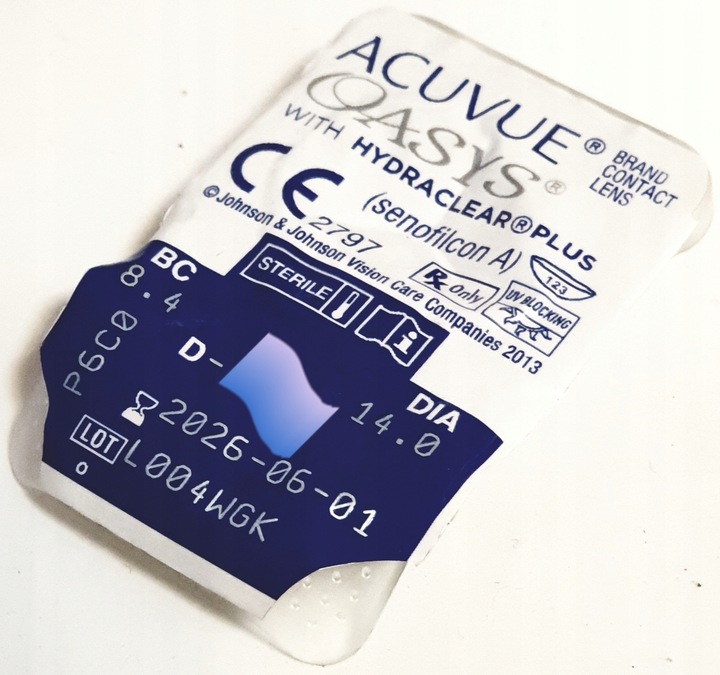 ACUVUE®
OASYS®
BRAND
CONTACT
LENS
WITH HYDRACLEAR® PLUS
(senofilcon A)
CE 2797
©Johnson & Johnson Vision Care Companies 2013
Rx Only
123
UV BLOCKING
STERILE
i
BC
8.4
P6C0
D-
DIA
14.0
2026-06-01
LOT L004WGK
0